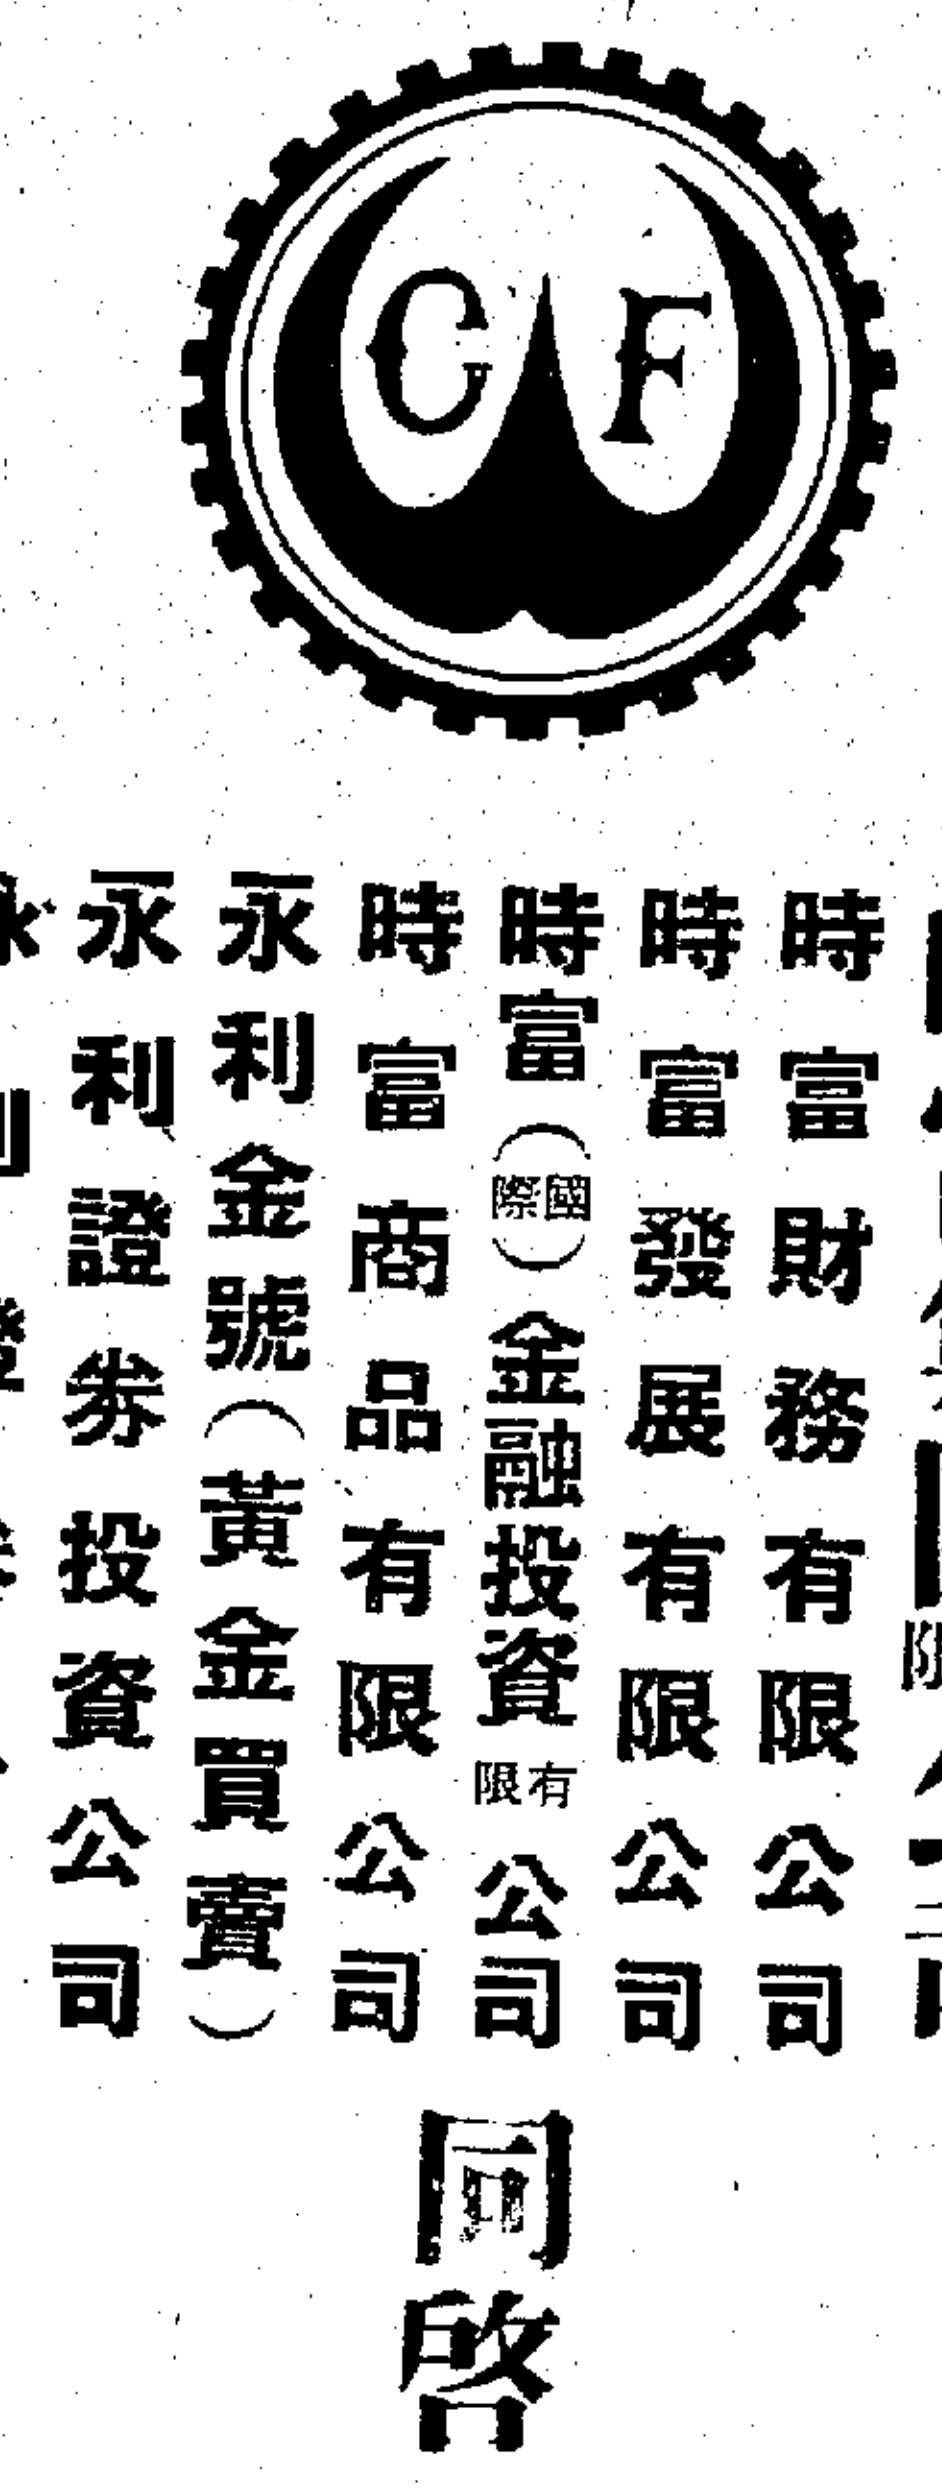 C F
時富財務有限公司
時富發展有限公司
時富（國際）金融投資有限公司
時富商品有限公司
永利金號（黃金買賣）
永利證券投資公司
同啓